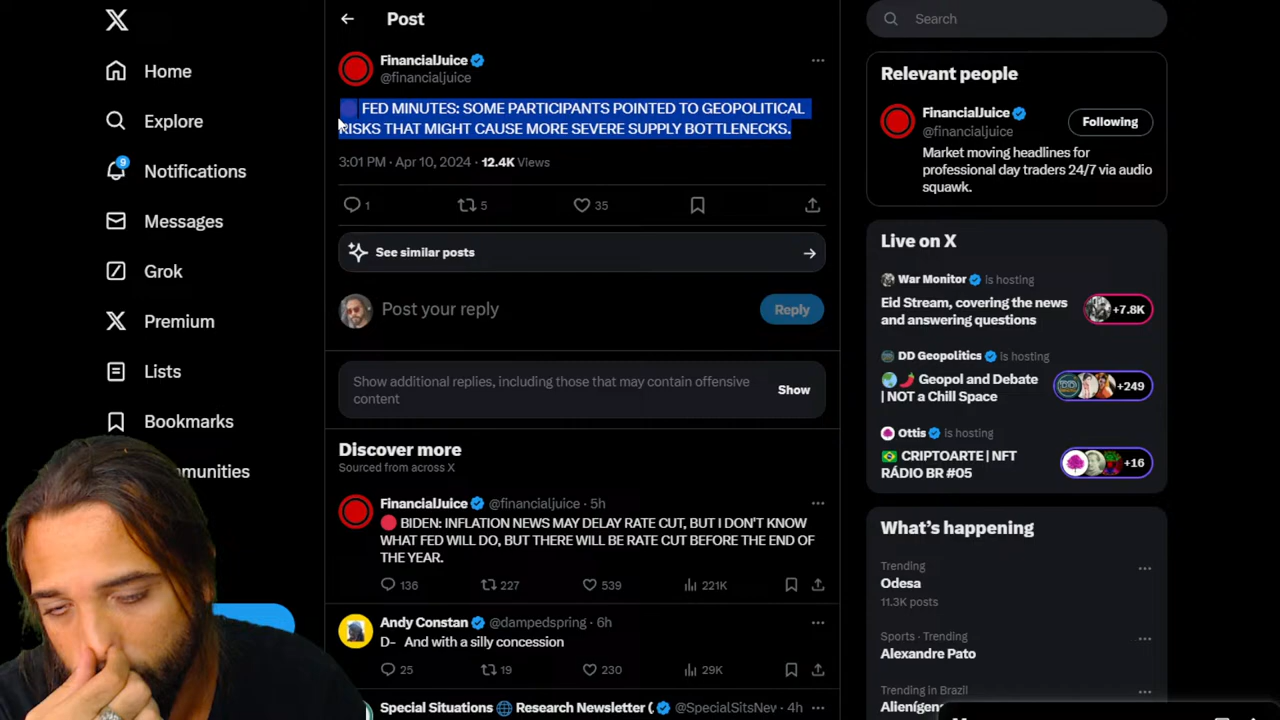 Home
Explore
9
Notifications
Messages
Grok
Premium
Lists
Bookmarks
Post
FinancialJuice
@financialjuice
FED MINUTES: SOME PARTICIPANTS POINTED TO GEOPOLITICAL
RISKS THAT MIGHT CAUSE MORE SEVERE SUPPLY BOTTLENECKS.
3:01 PM · Apr 10, 2024 · 12.4K Views
1
5
35
See similar posts
Post your reply
Reply
Show additional replies, including those that may contain offensive
content
Show
Discover more
Sourced from across X
FinancialJuice @financialjuice · 5h
BIDEN: INFLATION NEWS MAY DELAY RATE CUT, BUT I DON'T KNOW
WHAT FED WILL DO, BUT THERE WILL BE RATE CUT BEFORE THE END OF
THE YEAR.
136 227 539 221K
Andy Constan @dampedspring · 6h
D- And with a silly concession
25 19 230 29K
Special Situations Research Newsletter ( @SpecialSitsNew · 4h
Search
Relevant people
FinancialJuice
@financialjuice
Following
Market moving headlines for
professional day traders 24/7 via audio
squawk.
Live on X
War Monitor is hosting
Eid Stream, covering the news
and answering questions
+7.8K
DD Geopolitics is hosting
Geopol and Debate
| NOT a Chill Space
+249
Ottis is hosting
CRIPTOARTE | NFT
RÁDIO BR #05
+16
What's happening
Trending
Odesa
11.3K posts
Sports · Trending
Alexandre Pato
Trending in Brazil